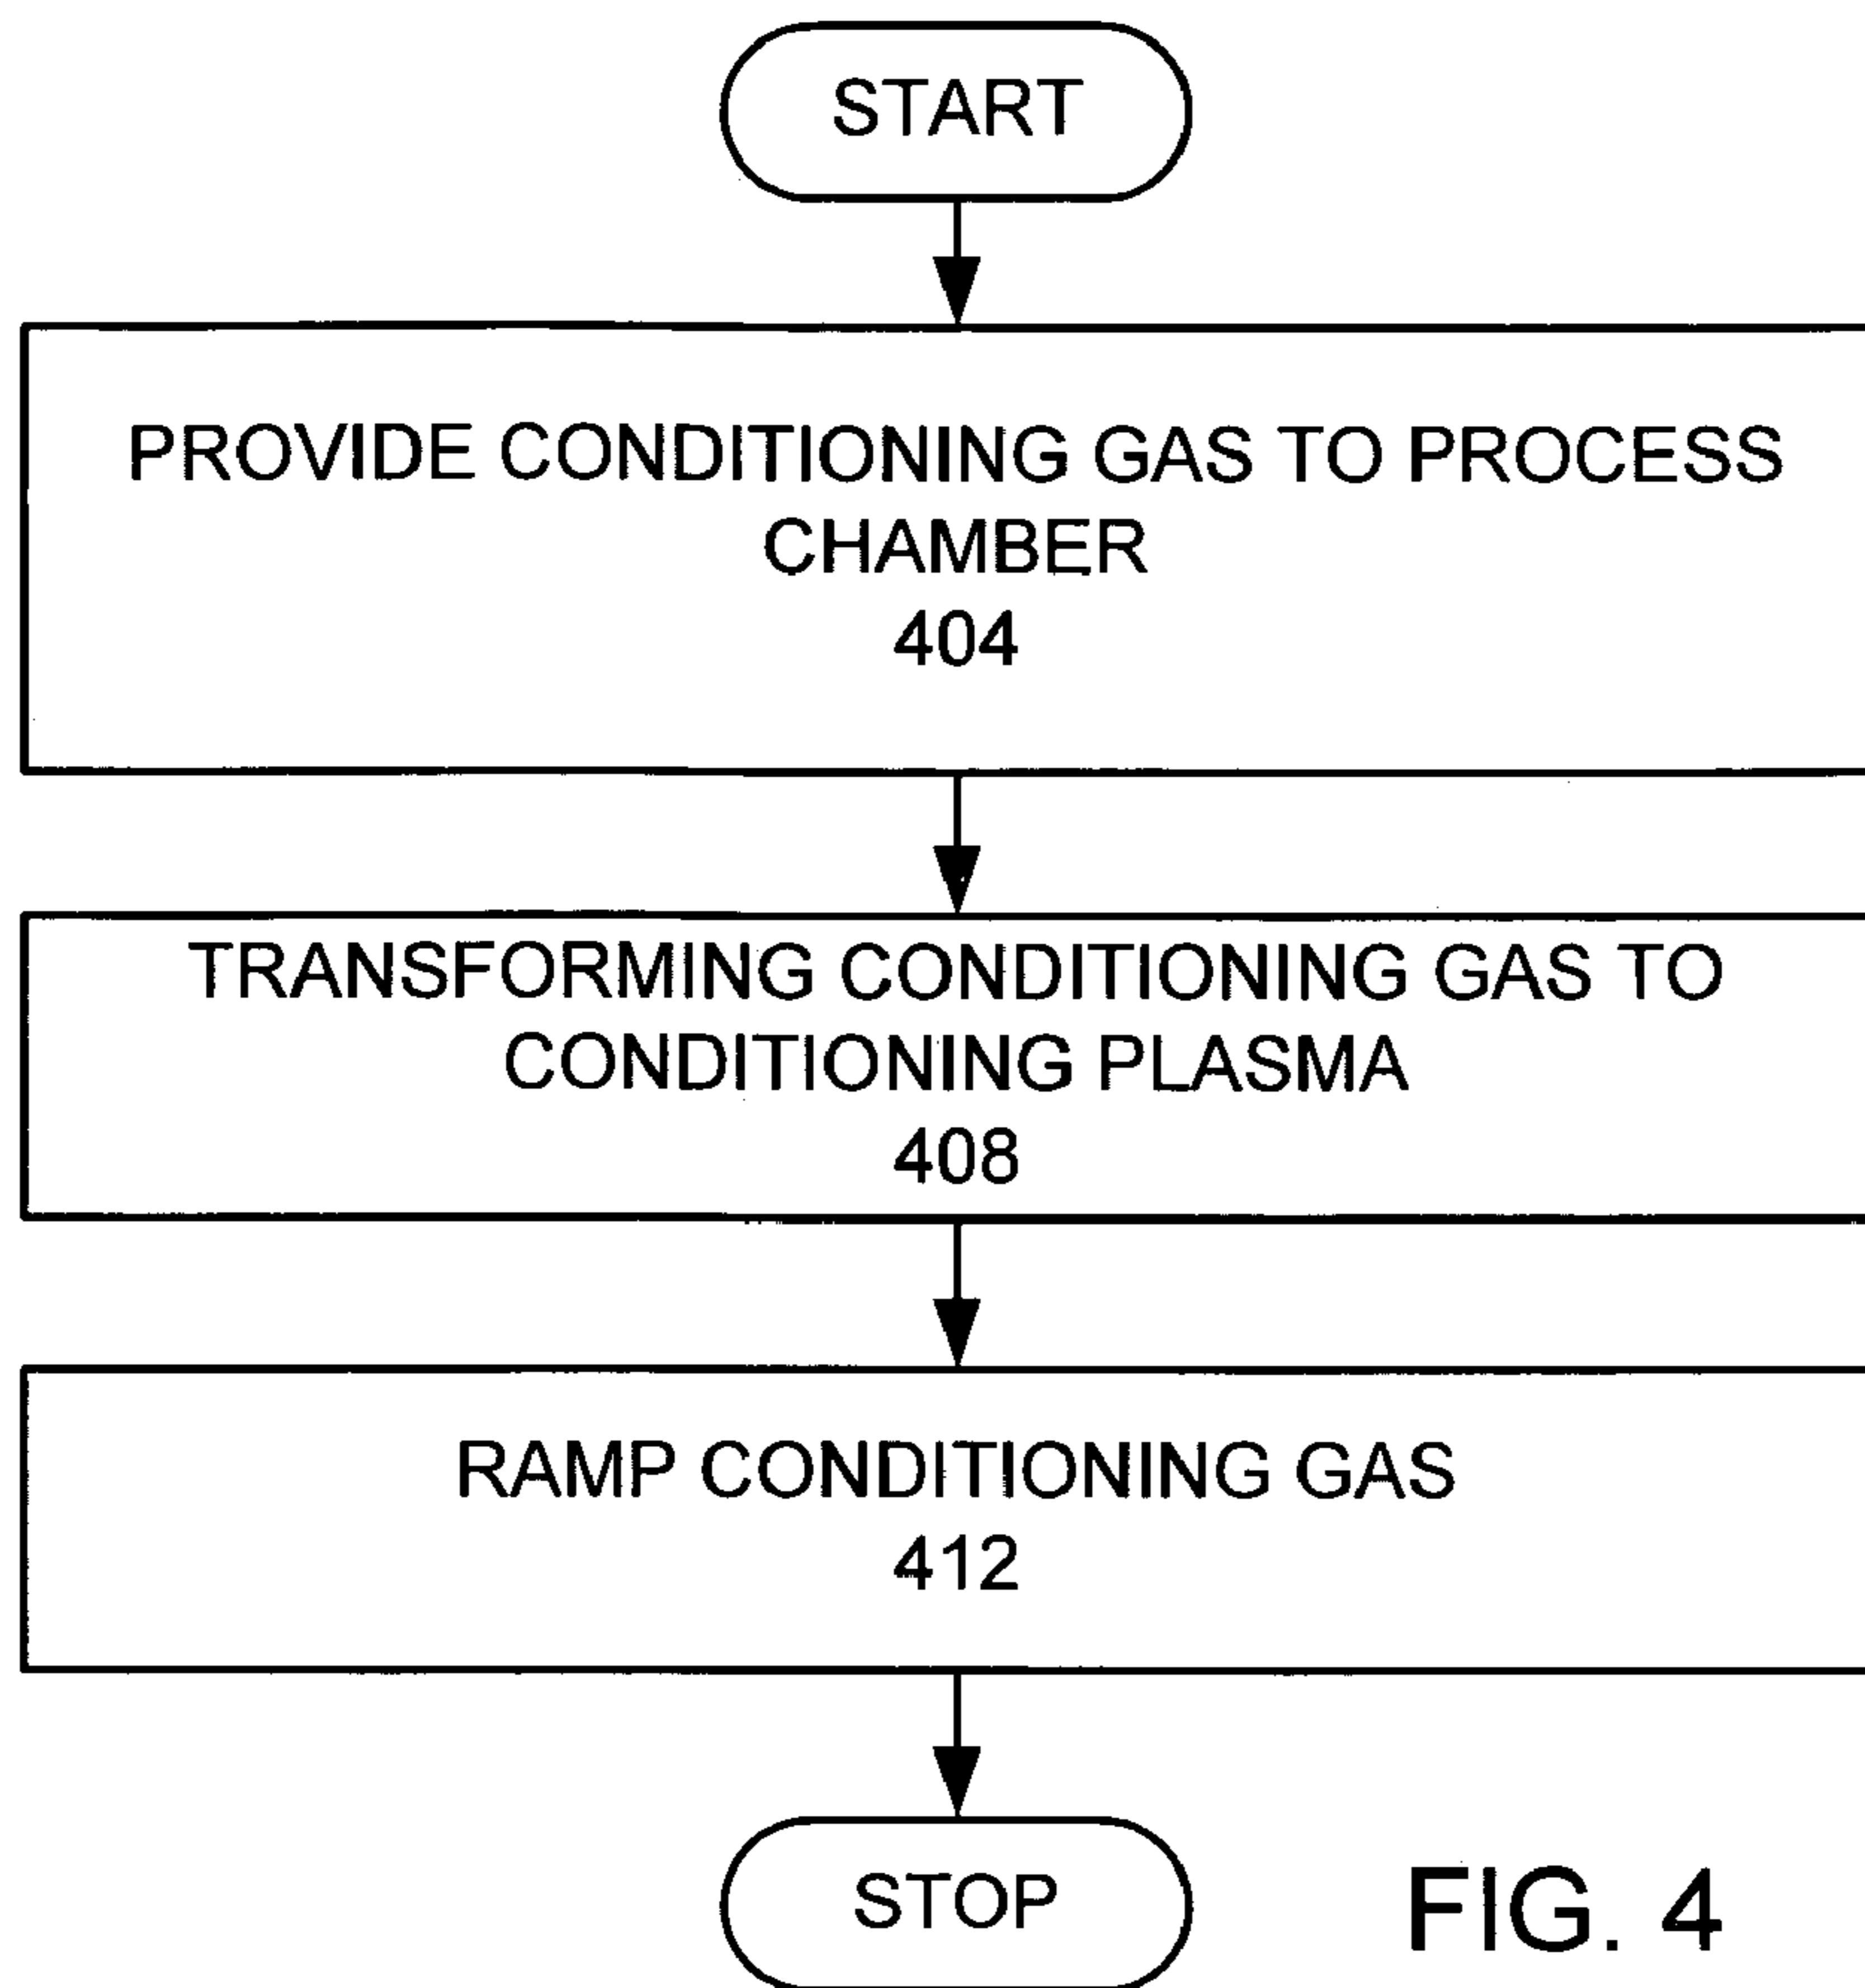 START
PROVIDE CONDITIONING GAS TO PROCESS
CHAMBER
404
TRANSFORMING CONDITIONING GAS TO
CONDITIONING PLASMA
408
RAMP CONDITIONING GAS
412
STOP
FIG. 4